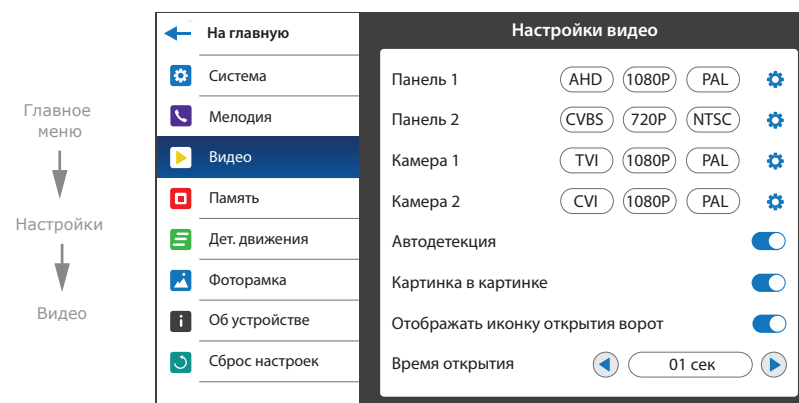 Главное
меню
Настройки
Видео
На главную
Система
Мелодия
Видео
Память
Дет. движения
Фоторамка
Об устройстве
Сброс настроек
Настройки видео
Панель 1 AHD 1080P PAL
Панель 2 CVBS 720P NTSC
Камера 1 TVI 1080P PAL
Камера 2 CVI 1080P PAL
Автодетекция
Картинка в картинке
Отображать иконку открытия ворот
Время открытия 01 сек